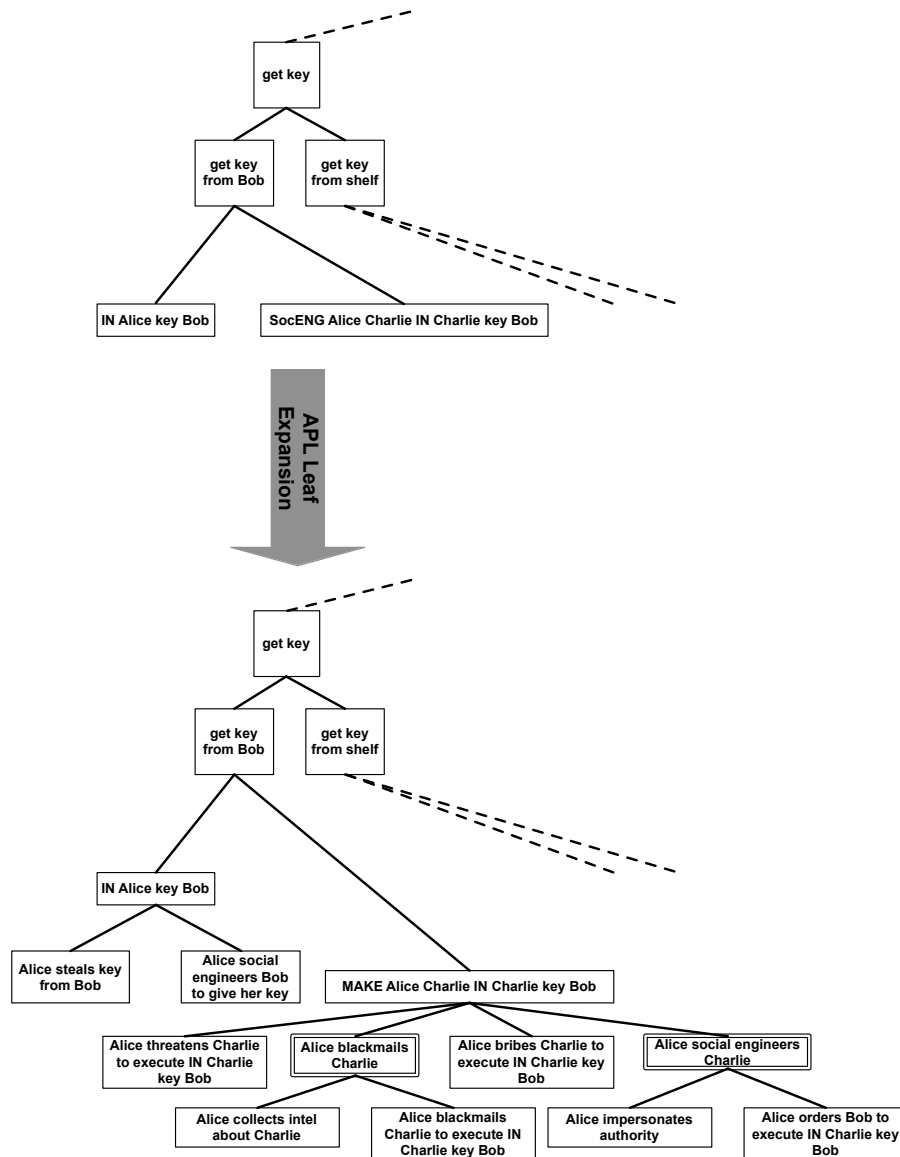 get key
get key
from Bob
get key
from shelf
IN Alice key Bob
SocENG Alice Charlie IN Charlie key Bob
APL Leaf
Expansion
get key
get key
from Bob
get key
from shelf
IN Alice key Bob
Alice steals key
from Bob
Alice social
engineers Bob
to give her key
MAKE Alice Charlie IN Charlie key Bob
Alice threatens Charlie
to execute IN Charlie
key Bob
Alice blackmails
Charlie
Alice bribes Charlie to
execute IN Charlie key
Bob
Alice social engineers
Charlie
Alice collects intel
about Charlie
Alice blackmails
Charlie to execute IN
Charlie key Bob
Alice impersonates
authority
Alice orders Bob to
execute IN Charlie key
Bob